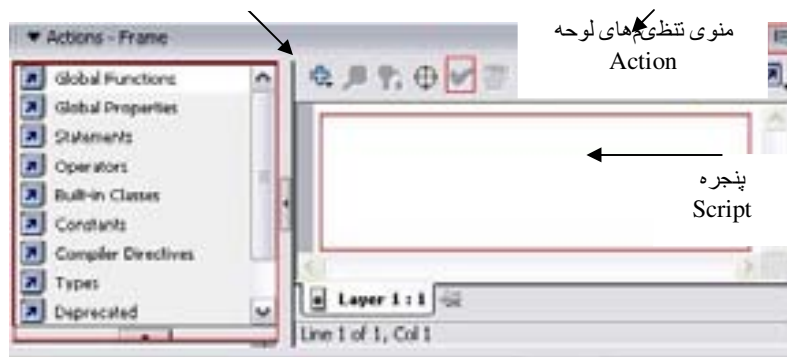 Actions - Frame
منوی تنظیم‌های لوحه
Action
Global Functions
Global Properties
Statements
Operators
Built-in Classes
Constants
Compiler Directives
Types
Deprecated
پنجره
Script
Layer 1 : 1
Line 1 of 1, Col 1